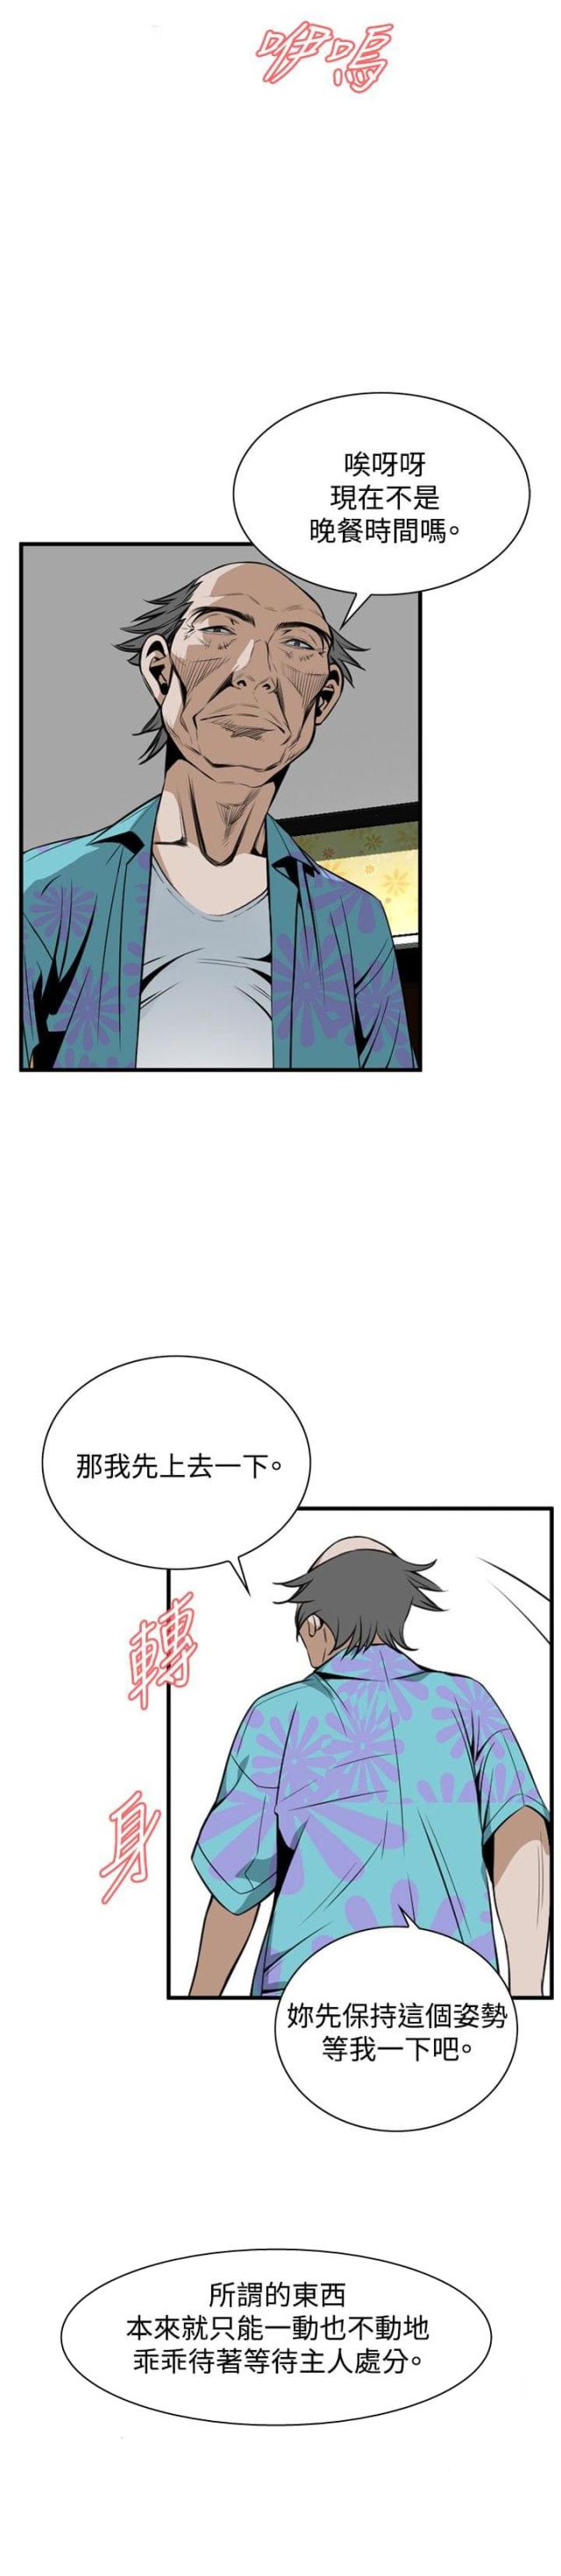 咿嗚
唉呀呀
現在不是
晚餐時間嗎。
那我先上去一下。
轉
身
妳先保持這個姿勢
等我一下吧。
所謂的東西
本來就只能一動也不動地
乖乖待著等待主人處分。